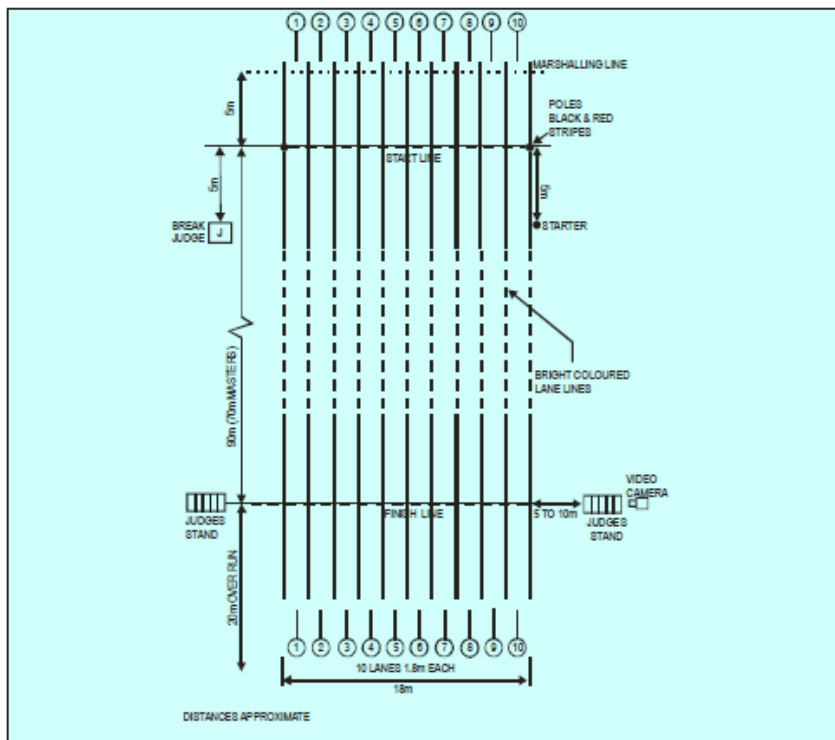 1 2 3 4 5 6 7 8 9 10
MARSHALLING LINE
5m
POLES
BLACK & RED
STRIPES
START LINE
5m
5m
BREAK
JUDGE
J
STARTER
90m (70m MASTERS)
BRIGHT COLOURED
LANE LINES
JUDGES
STAND
FINISH LINE
5 TO 10m
VIDEO
CAMERA
JUDGES
STAND
20m OVER RUN
1 2 3 4 5 6 7 8 9 10
10 LANES 1.8m EACH
18m
DISTANCES APPROXIMATE